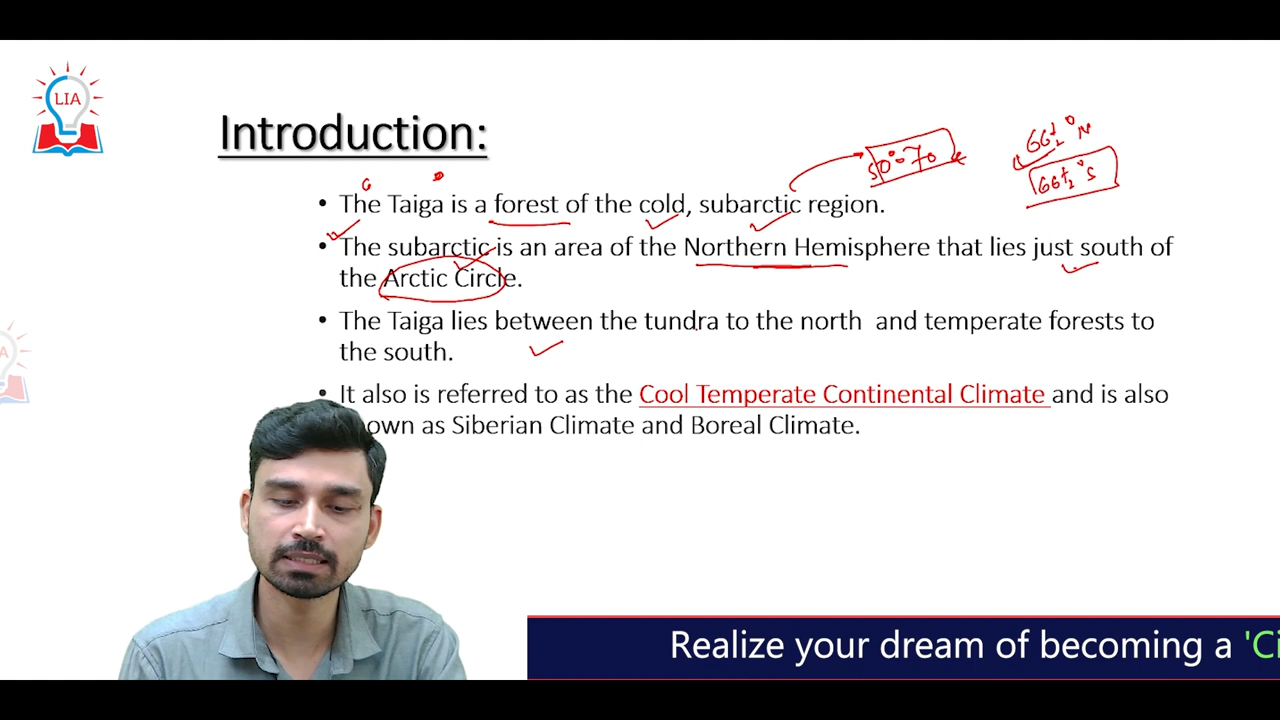 LIA
Introduction:
50°-70
66½°N
66½°S
• The Taiga is a forest of the cold, subarctic region.
• The subarctic is an area of the Northern Hemisphere that lies just south of
the Arctic Circle.
• The Taiga lies between the tundra to the north and temperate forests to
the south.
• It also is referred to as the Cool Temperate Continental Climate and is also
own as Siberian Climate and Boreal Climate.
Realize your dream of becoming a 'Ci